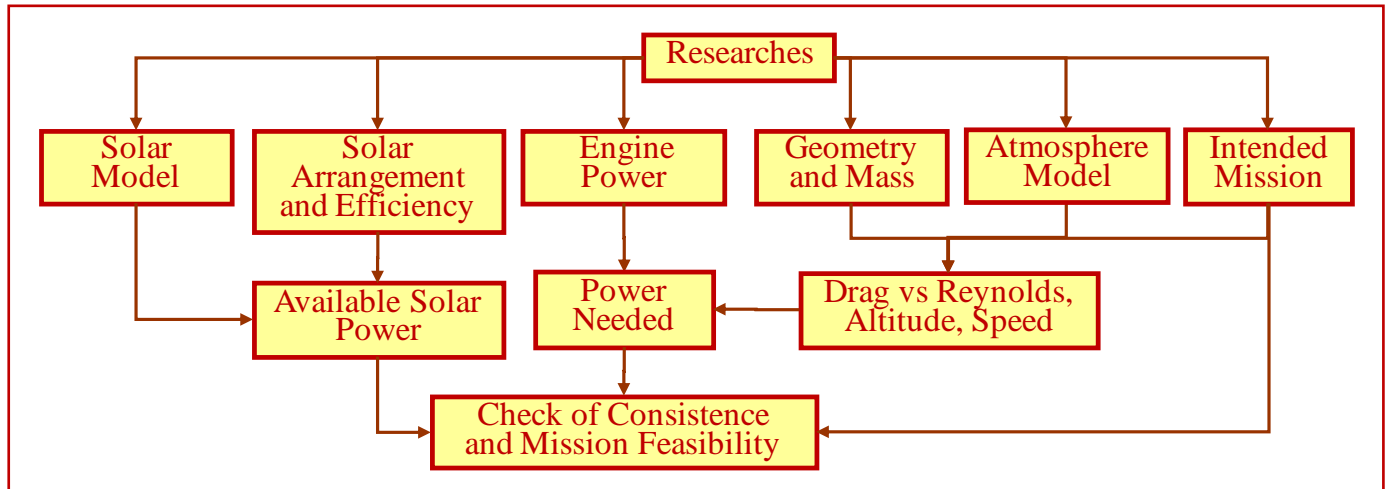 Researches
Solar
Model
Solar
Arrangement
and Efficiency
Engine
Power
Geometry
and Mass
Atmosphere
Model
Intended
Mission
Available Solar
Power
Power
Needed
Drag vs Reynolds,
Altitude, Speed
Check of Consistence
and Mission Feasibility